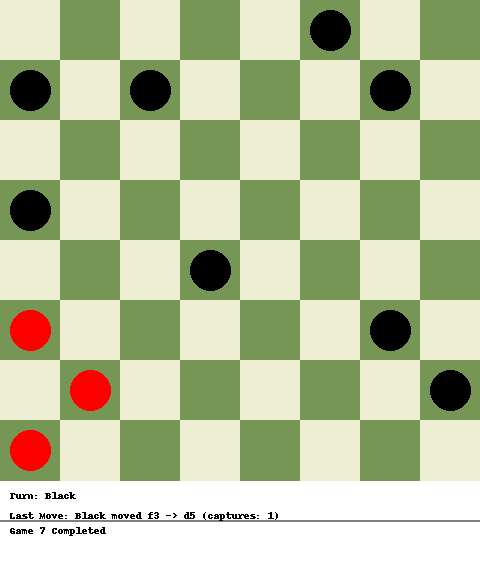 Turn: Black
Last Move: Black moved f3 -> d5 (captures: 1)
Game 7 Completed